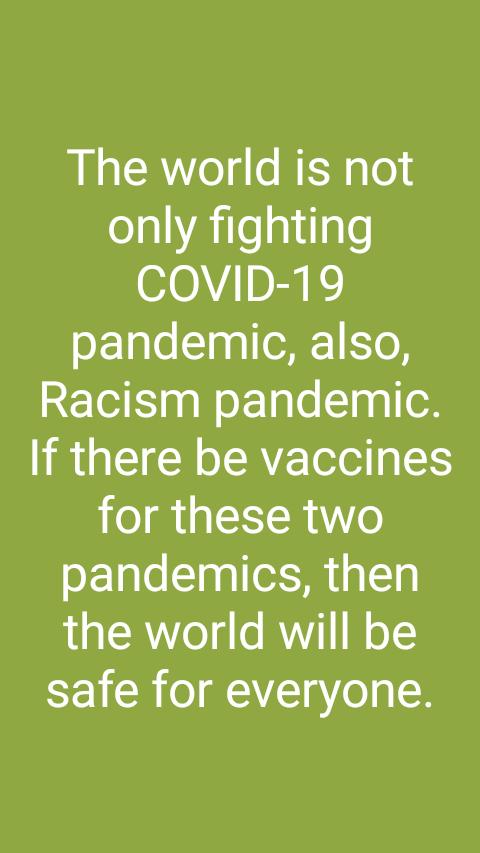 The world is not
only fighting
COVID-19
pandemic, also,
Racism pandemic.
If there be vaccines
for these two
pandemics, then
the world will be
safe for everyone.